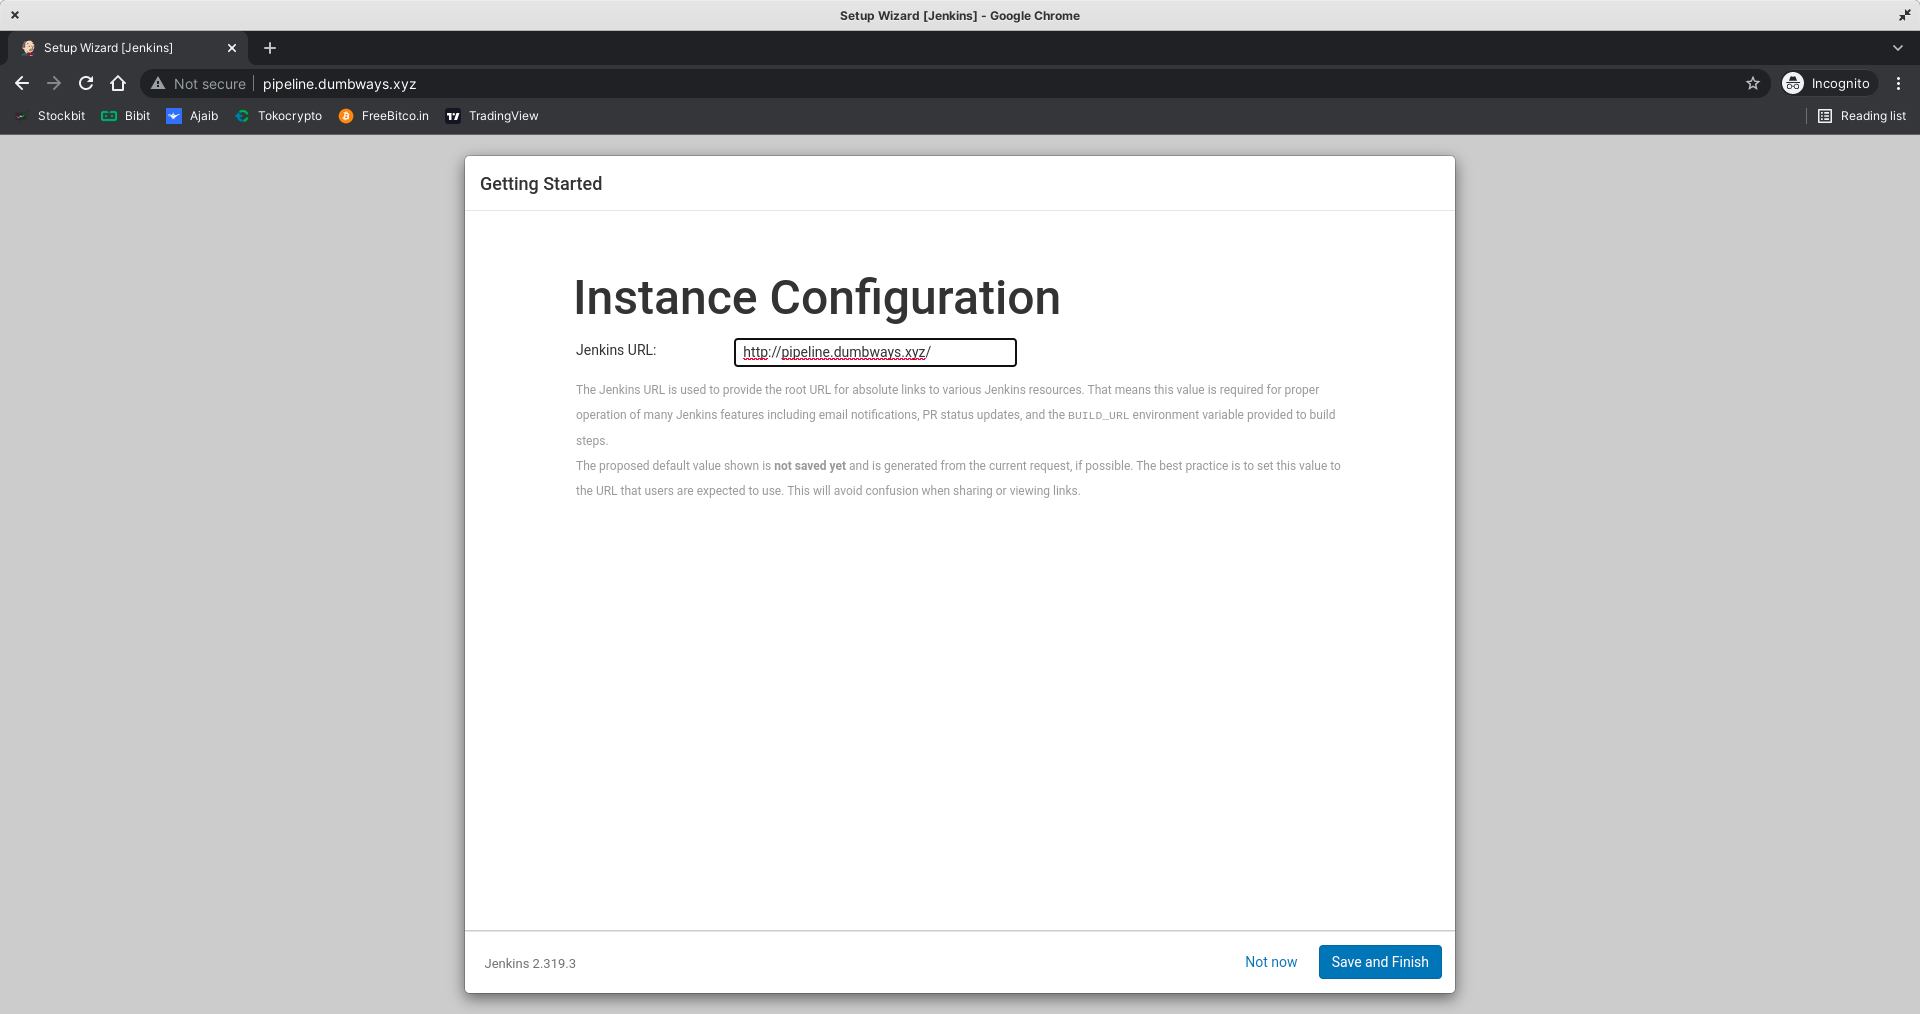 Setup Wizard [Jenkins] - Google Chrome
Setup Wizard [Jenkins]
Not secure pipeline.dumbways.xyz Incognito
Stockbit Bibit Ajaib Tokocrypto FreeBitco.in TradingView Reading list
Getting Started
Instance Configuration
Jenkins URL: http://pipeline.dumbways.xyz/
The Jenkins URL is used to provide the root URL for absolute links to various Jenkins resources. That means this value is required for proper
operation of many Jenkins features including email notifications, PR status updates, and the BUILD_URL environment variable provided to build
steps.
The proposed default value shown is not saved yet and is generated from the current request, if possible. The best practice is to set this value to
the URL that users are expected to use. This will avoid confusion when sharing or viewing links.
Jenkins 2.319.3 Not now Save and Finish